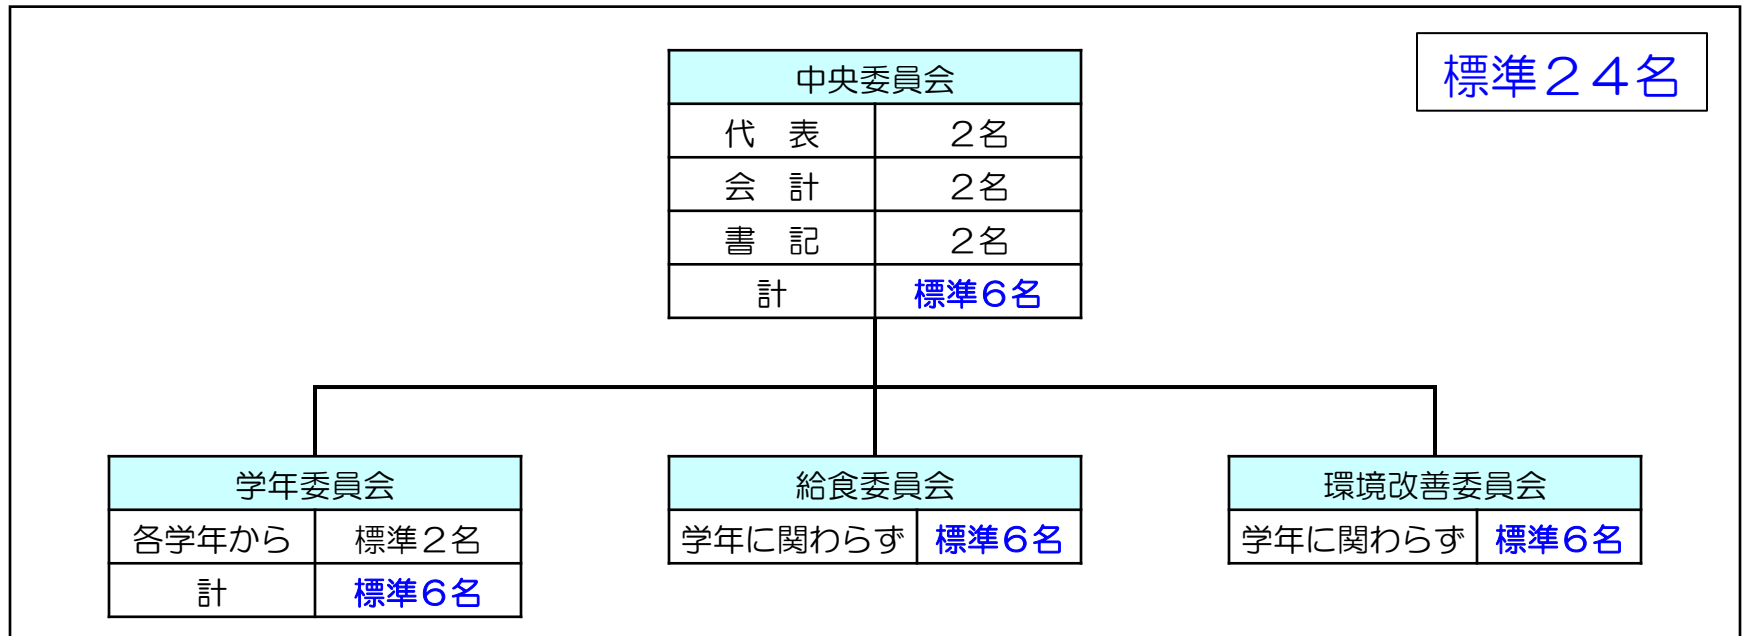 標準２４名
中央委員会
代　表　２名
会　計　２名
書　記　２名
計　標準６名
学年委員会
各学年から　標準２名
計　標準６名
給食委員会
学年に関わらず　標準６名
環境改善委員会
学年に関わらず　標準６名